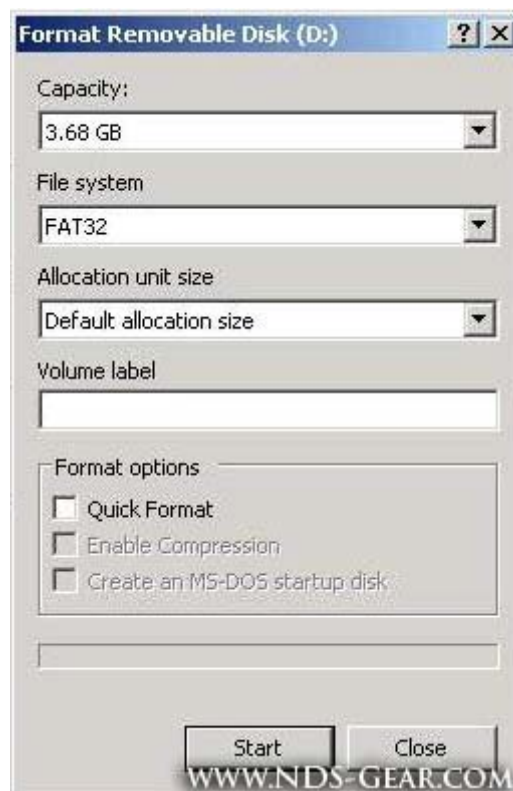 Format Removable Disk (D:)
Capacity:
3.68 GB
File system
FAT32
Allocation unit size
Default allocation size
Volume label
Format options
Quick Format
Enable Compression
Create an MS-DOS startup disk
Start Close
WWW.NDS-GEAR.COM